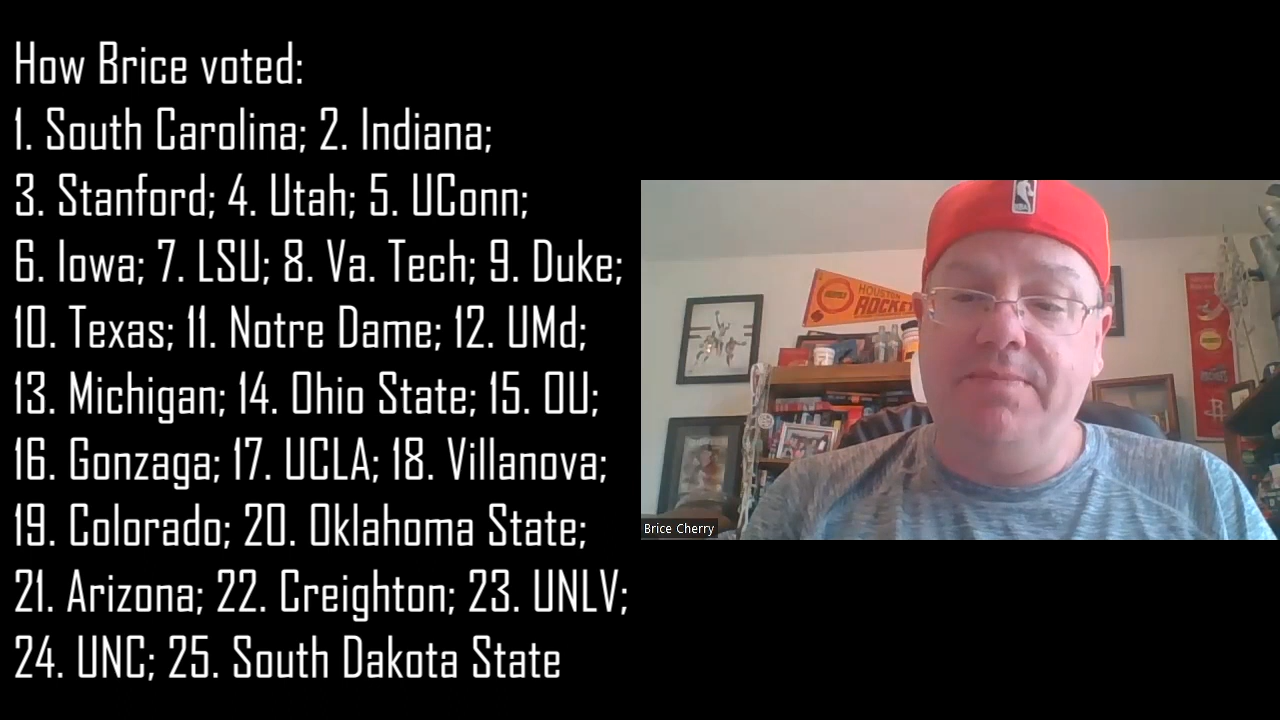 How Brice voted:
1. South Carolina; 2. Indiana;
3. Stanford; 4. Utah; 5. UConn;
6. Iowa; 7. LSU; 8. Va. Tech; 9. Duke;
10. Texas; 11. Notre Dame; 12. UMd;
13. Michigan; 14. Ohio State; 15. OU;
16. Gonzaga; 17. UCLA; 18. Villanova;
19. Colorado; 20. Oklahoma State;
21. Arizona; 22. Creighton; 23. UNLV;
24. UNC; 25. South Dakota State
HOUSTON
ROCKE
Brice Cherry